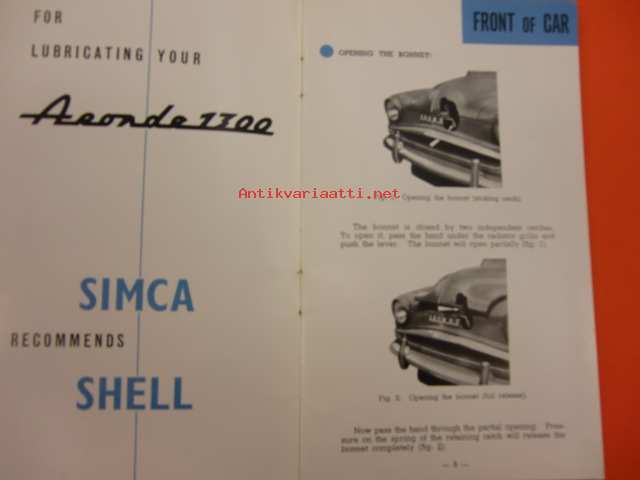 FOR
LUBRICATING YOUR
Aronde 1300
SIMCA
RECOMMENDS
SHELL
FRONT OF CAR
OPENING THE BONNET:
SIMCA
Antikvariaatti.net
Opening the bonnet (striking catch).
The bonnet is closed by two independent catches.
To open it, pass the hand under the radiator grille and
push the lever. The bonnet will open partially (fig. 1).
SIMCA
Fig. 2. Opening the bonnet (full release).
Now pass the hand through the partial opening. Pres-
sure on the spring of the retaining catch will release the
bonnet completely (fig. 2)